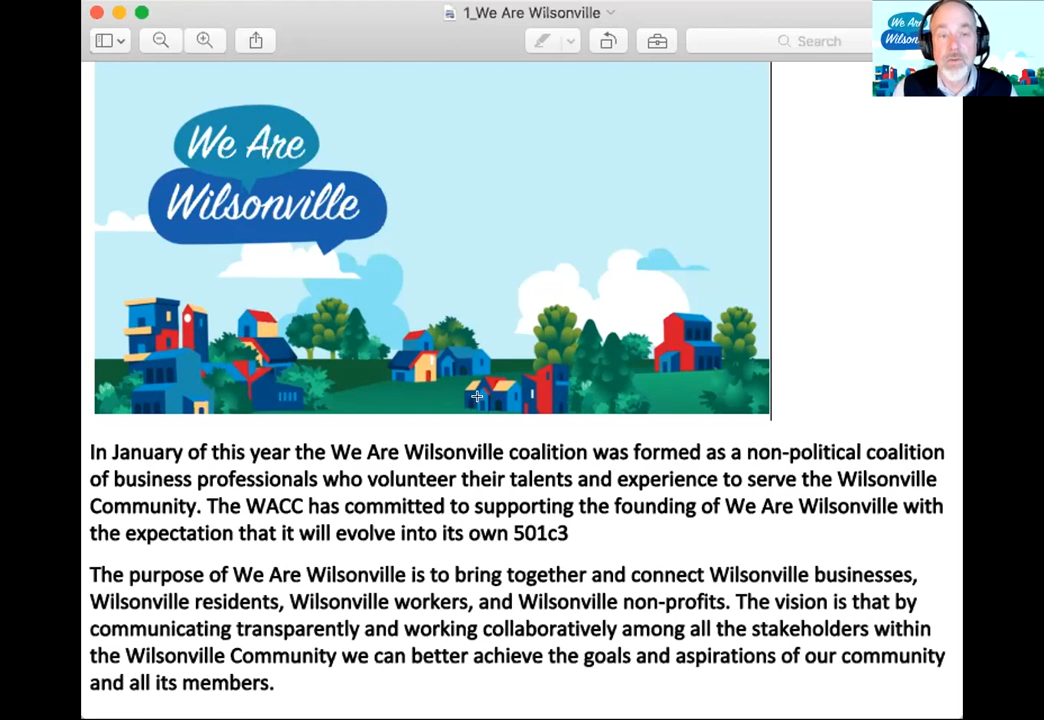 1_We Are Wilsonville
Search
We Are
Wilsonville
We Are
In January of this year the We Are Wilsonville coalition was formed as a non-political coalition
of business professionals who volunteer their talents and experience to serve the Wilsonville
Community. The WACC has committed to supporting the founding of We Are Wilsonville with
the expectation that it will evolve into its own 501c3
The purpose of We Are Wilsonville is to bring together and connect Wilsonville businesses,
Wilsonville residents, Wilsonville workers, and Wilsonville non-profits. The vision is that by
communicating transparently and working collaboratively among all the stakeholders within
the Wilsonville Community we can better achieve the goals and aspirations of our community
and all its members.